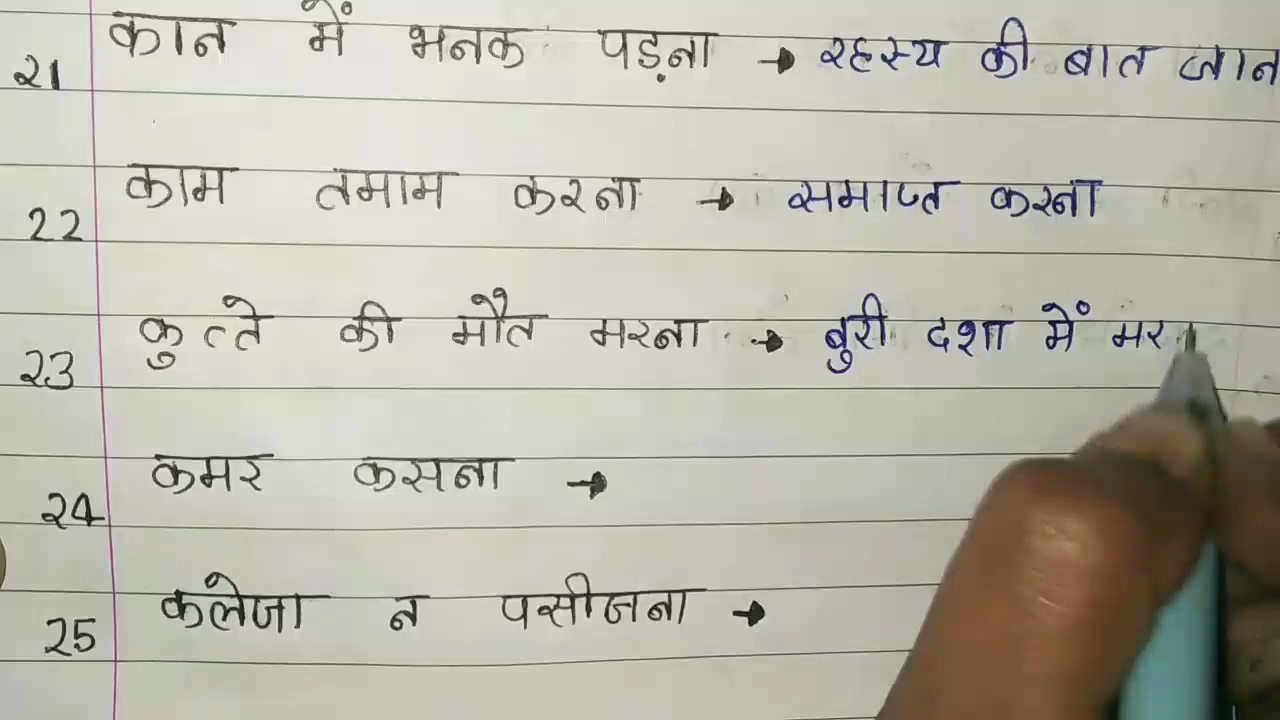 21 कान में भनक पड़ना → रहस्य की बात जान
22 काम तमाम करना → समाप्त करना
23 कुत्ते की मौत मरना → बुरी दशा में मर
24 कमर कसना →
25 कलेजा न पसीजना →